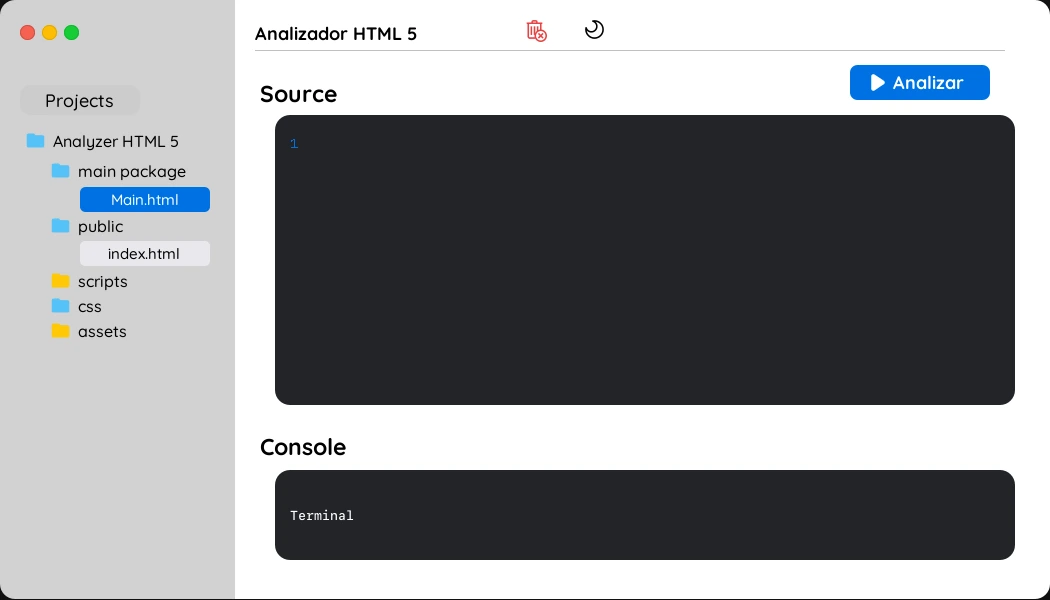 Analizador HTML 5
Projects
Analyzer HTML 5
main package
Main.html
public
index.html
scripts
css
assets
Source
Analizar
1
Console
Terminal